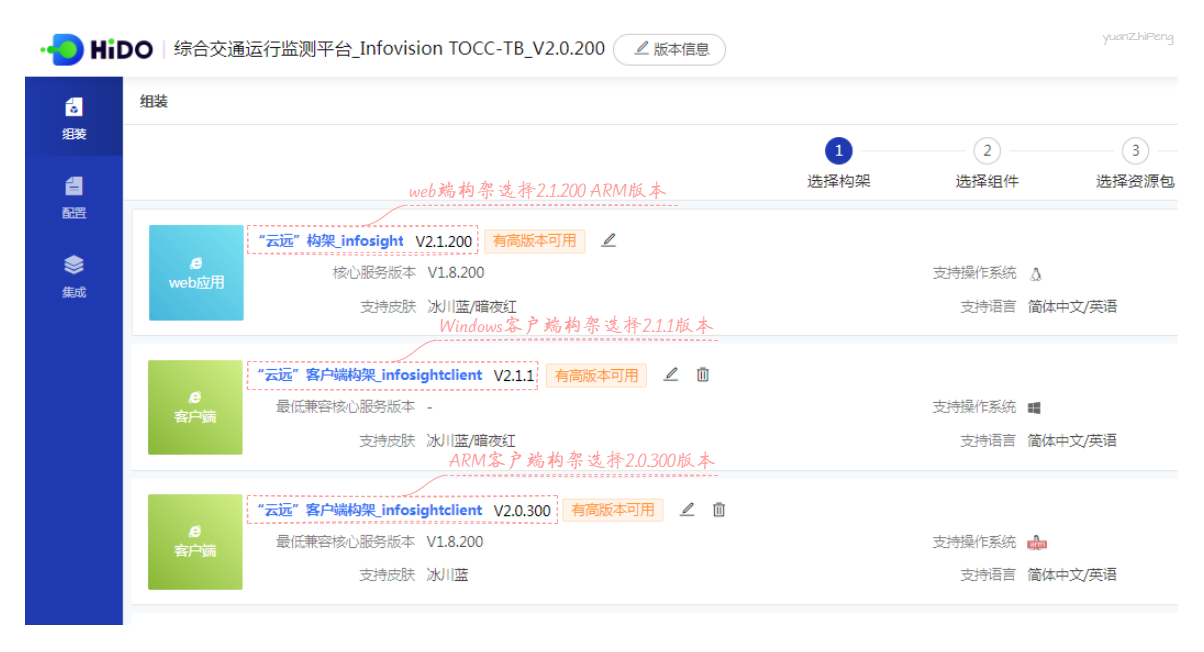 HiDO 综合交通运行监测平台_Infovision TOCC-TB_V2.0.200 版本信息
yuanZhiPeng
组装 组装
1 2 3
选择构架 选择组件 选择资源包
配置
集成
web端构架选择2.1.200 ARM版本
web应用
“云远”构架_infosight V2.1.200 有高版本可用
核心服务版本 V1.8.200 支持操作系统
支持皮肤 冰川蓝/暗夜红 支持语言 简体中文/英语
Windows客户端构架选择2.1.1版本
客户端
“云远”客户端构架_infosightclient V2.1.1 有高版本可用
最低兼容核心服务版本 - 支持操作系统
支持皮肤 冰川蓝/暗夜红 支持语言 简体中文/英语
ARM客户端构架选择2.0.300版本
客户端
“云远”客户端构架_infosightclient V2.0.300 有高版本可用
最低兼容核心服务版本 V1.8.200 支持操作系统 arm
支持皮肤 冰川蓝 支持语言 简体中文/英语